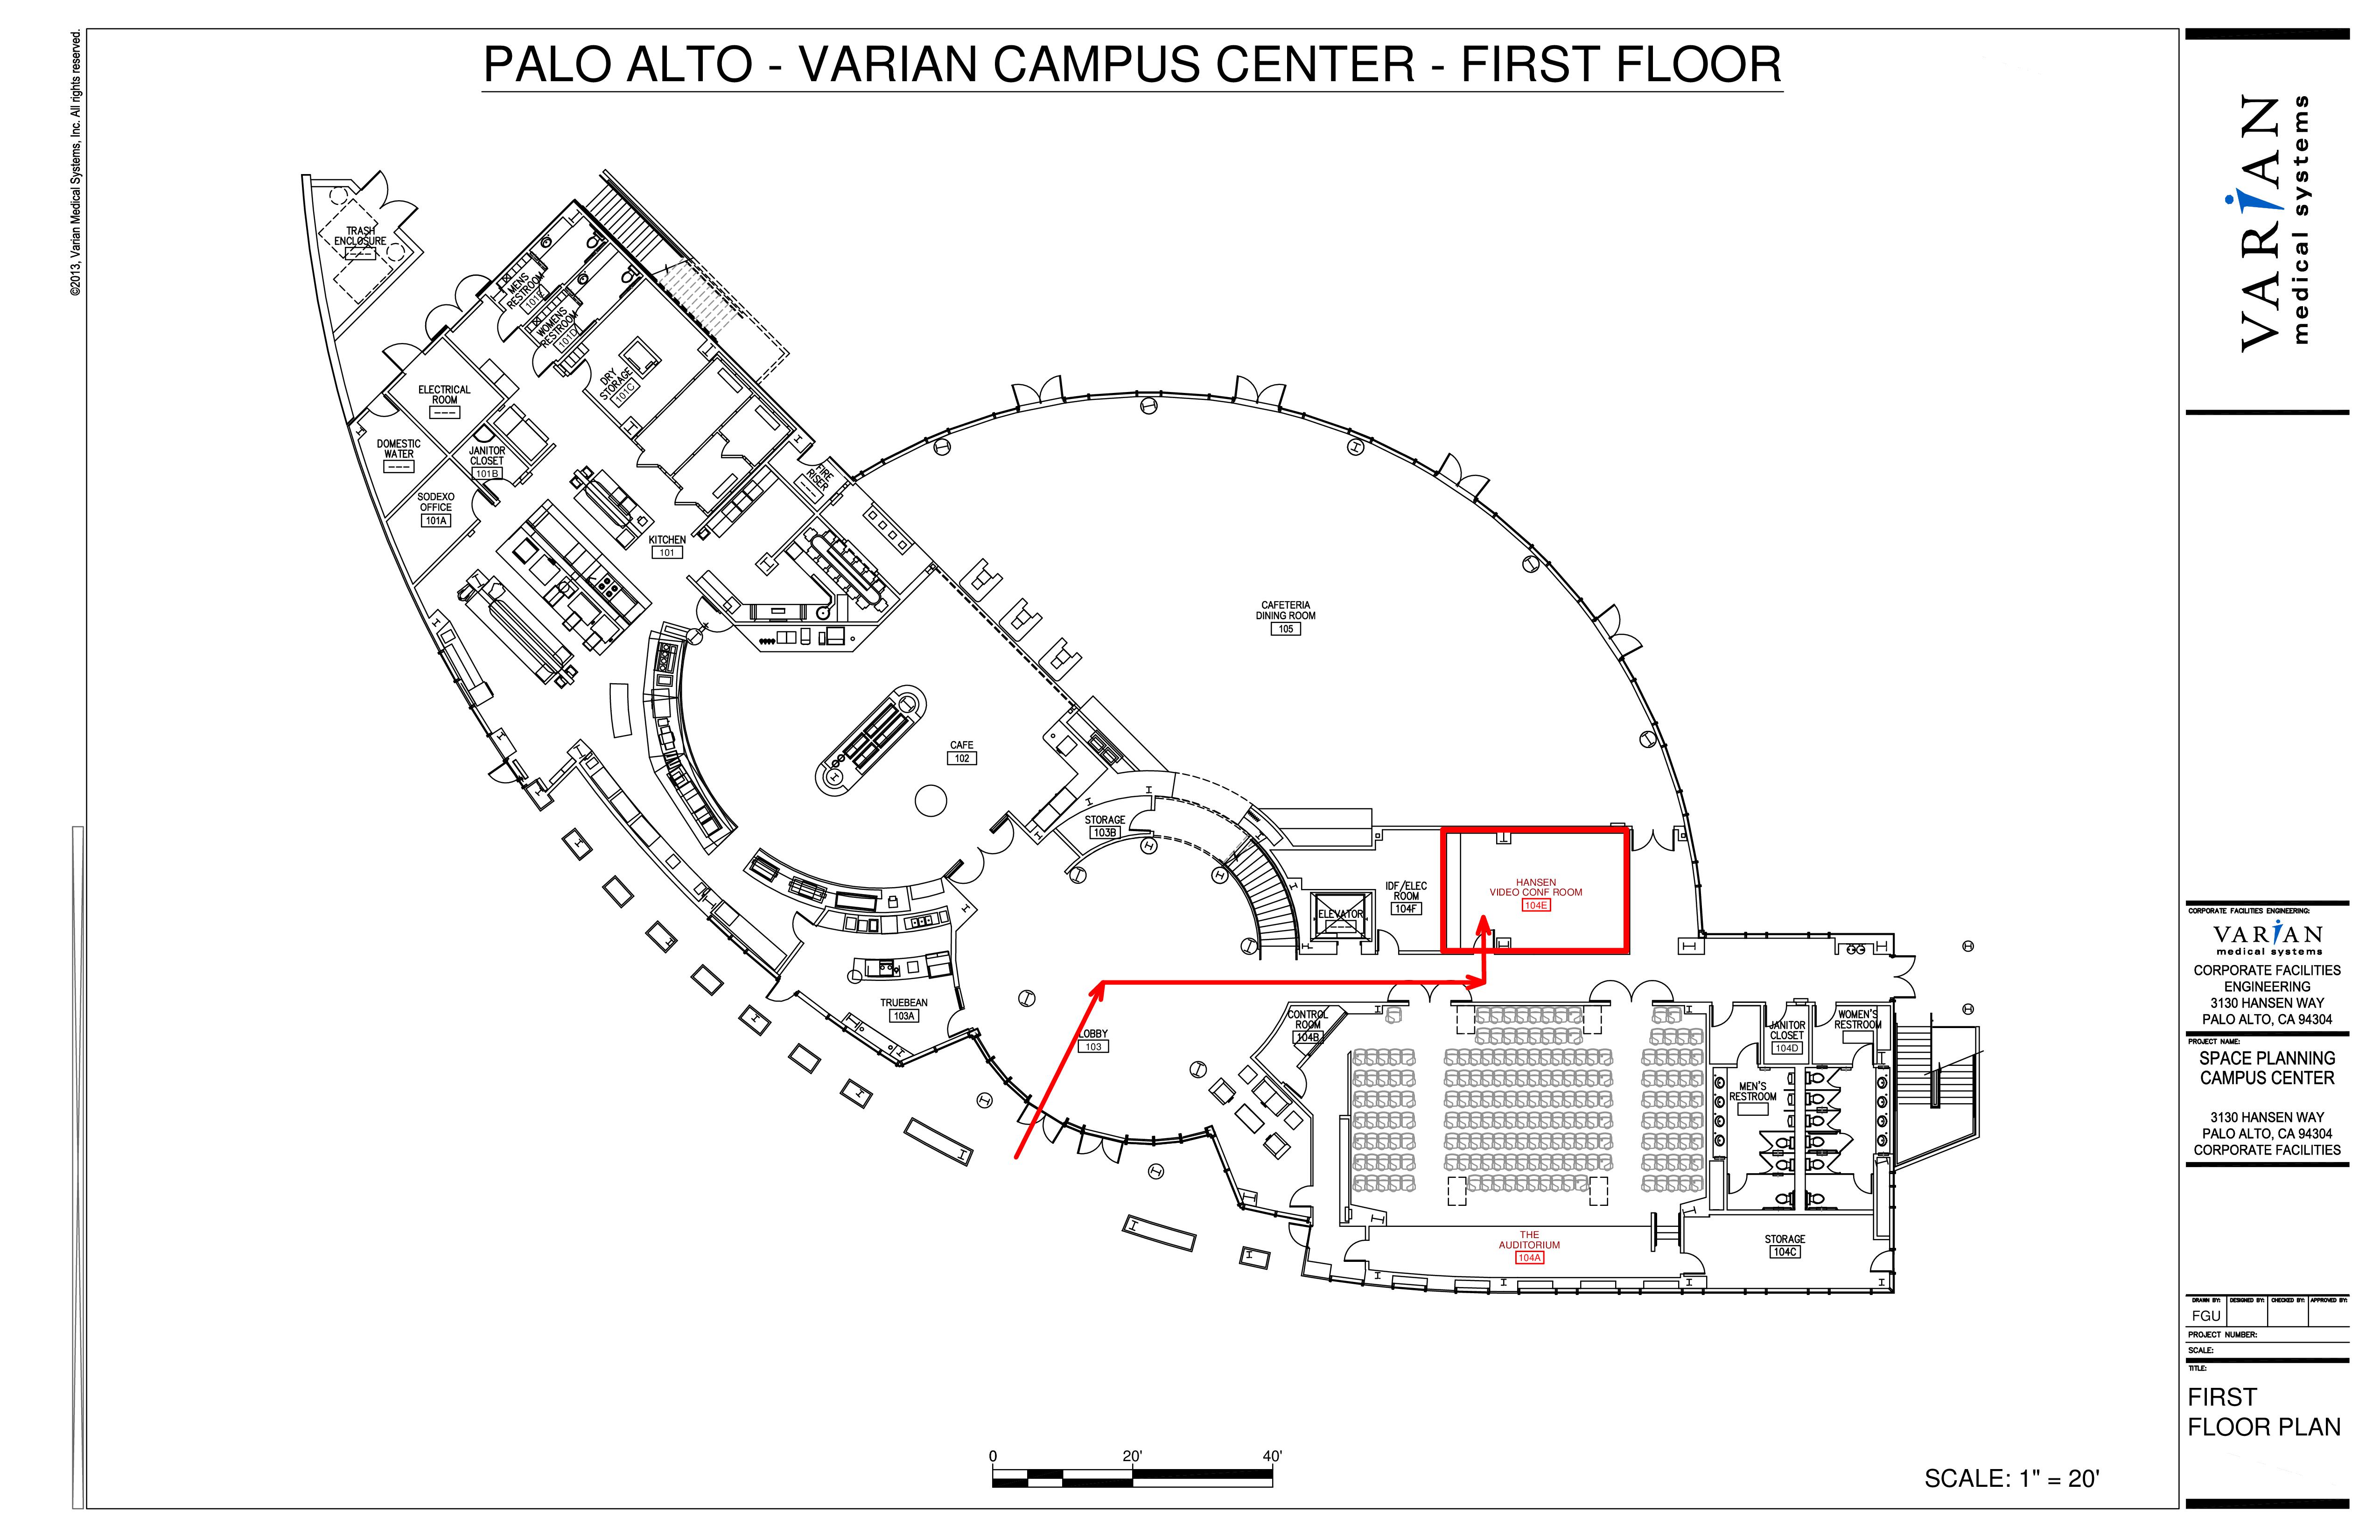 PALO ALTO - VARIAN CAMPUS CENTER - FIRST FLOOR
©2013, Varian Medical Systems, Inc. All rights reserved.
VARIAN
medical systems
TRASH
ENCLOSURE
---
MENS
RESTROOM
101E
WOMENS
RESTROOM
101D
DRY
STORAGE
101C
ELECTRICAL
ROOM
---
DOMESTIC
WATER
---
JANITOR
CLOSET
101B
SODEXO
OFFICE
101A
FIRE
RISER
---
KITCHEN
101
CAFETERIA
DINING ROOM
105
CAFE
102
STORAGE
103B
IDF/ELEC
ROOM
104F
HANSEN
VIDEO CONF ROOM
104E
ELEVATOR
---
TRUEBEAN
103A
LOBBY
103
CONTROL
ROOM
104B
JANITOR
CLOSET
104D
WOMEN'S
RESTROOM
MEN'S
RESTROOM
THE
AUDITORIUM
104A
STORAGE
104C
0 20' 40'
SCALE: 1" = 20'
CORPORATE FACILITIES ENGINEERING:
VARIAN
medical systems
CORPORATE FACILITIES
ENGINEERING
3130 HANSEN WAY
PALO ALTO, CA 94304
PROJECT NAME:
SPACE PLANNING
CAMPUS CENTER
3130 HANSEN WAY
PALO ALTO, CA 94304
CORPORATE FACILITIES
DRAWN BY: DESIGNED BY: CHECKED BY: APPROVED BY:
FGU
PROJECT NUMBER:
SCALE:
TITLE:
FIRST
FLOOR PLAN